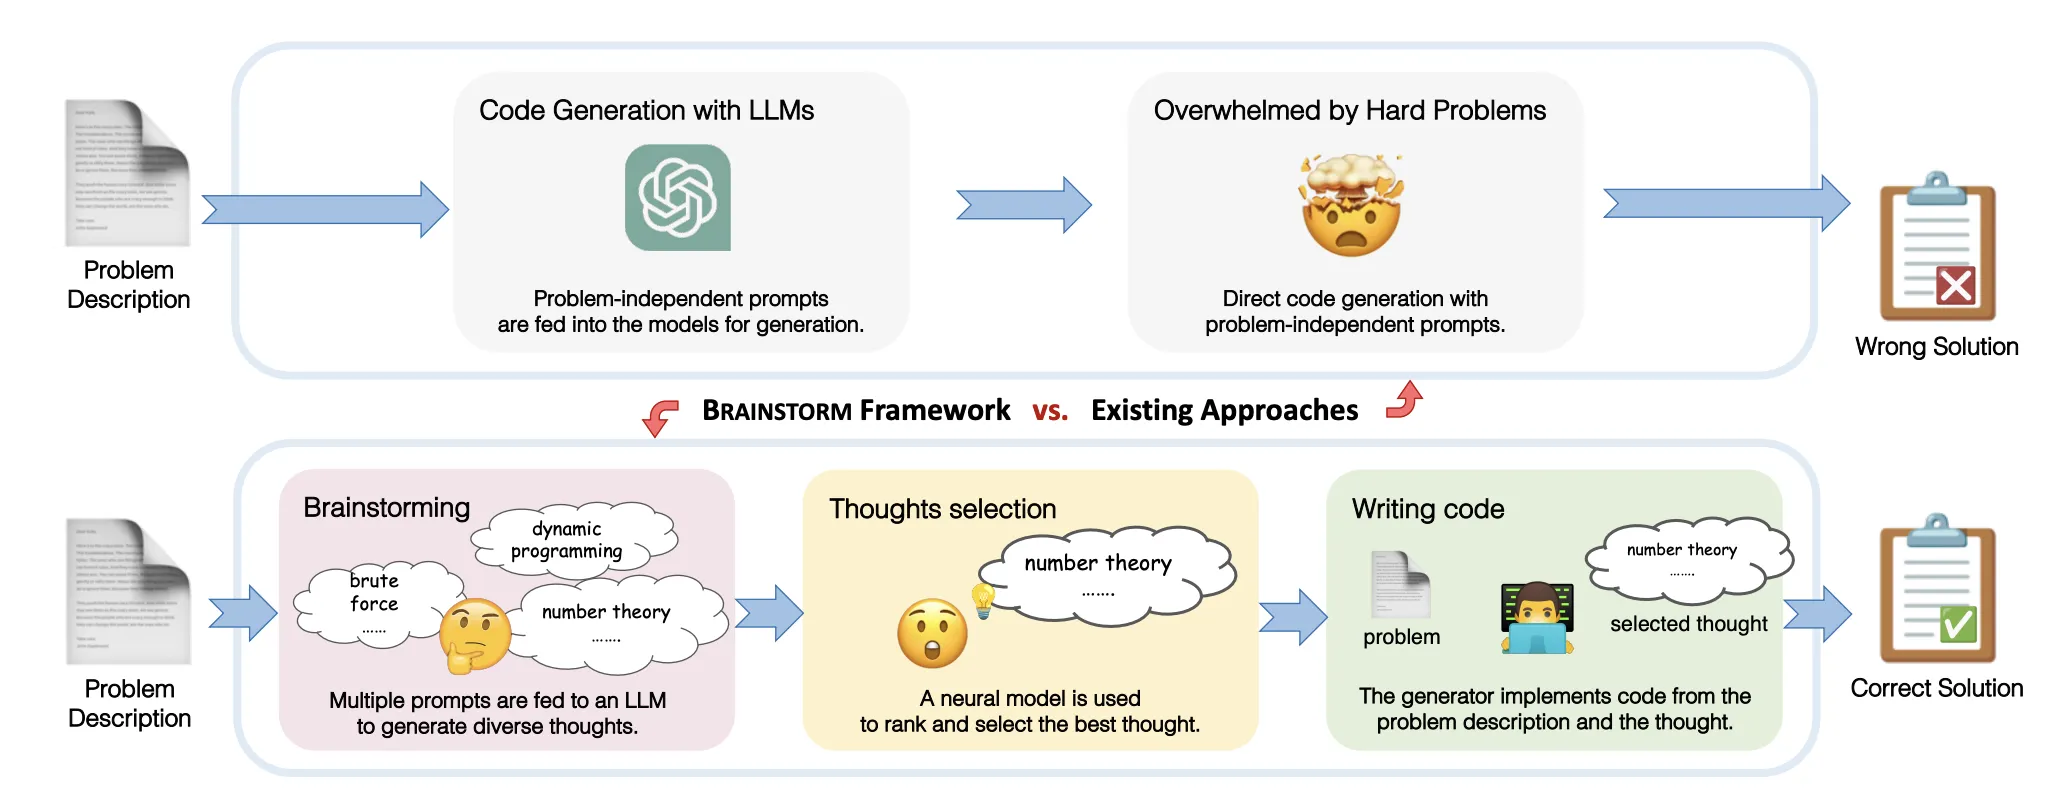 Code Generation with LLMs
Problem-independent prompts
are fed into the models for generation.
Overwhelmed by Hard Problems
Direct code generation with
problem-independent prompts.
Problem
Description
Wrong Solution
BRAINSTORM Framework vs. Existing Approaches
Brainstorming
dynamic
programming
brute
force
......
number theory
.......
Multiple prompts are fed to an LLM
to generate diverse thoughts.
Thoughts selection
number theory
.......
A neural model is used
to rank and select the best thought.
Writing code
number theory
.......
problem
selected thought
The generator implements code from the
problem description and the thought.
Problem
Description
Correct Solution